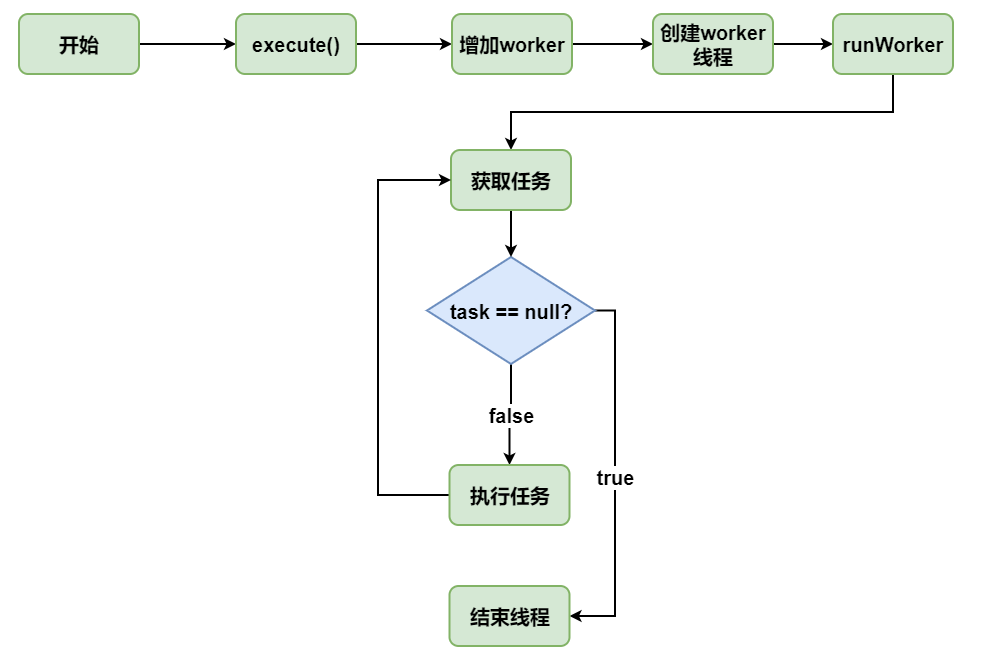 开始
execute()
增加worker
创建worker
线程
runWorker
获取任务
task == null?
false
true
执行任务
结束线程